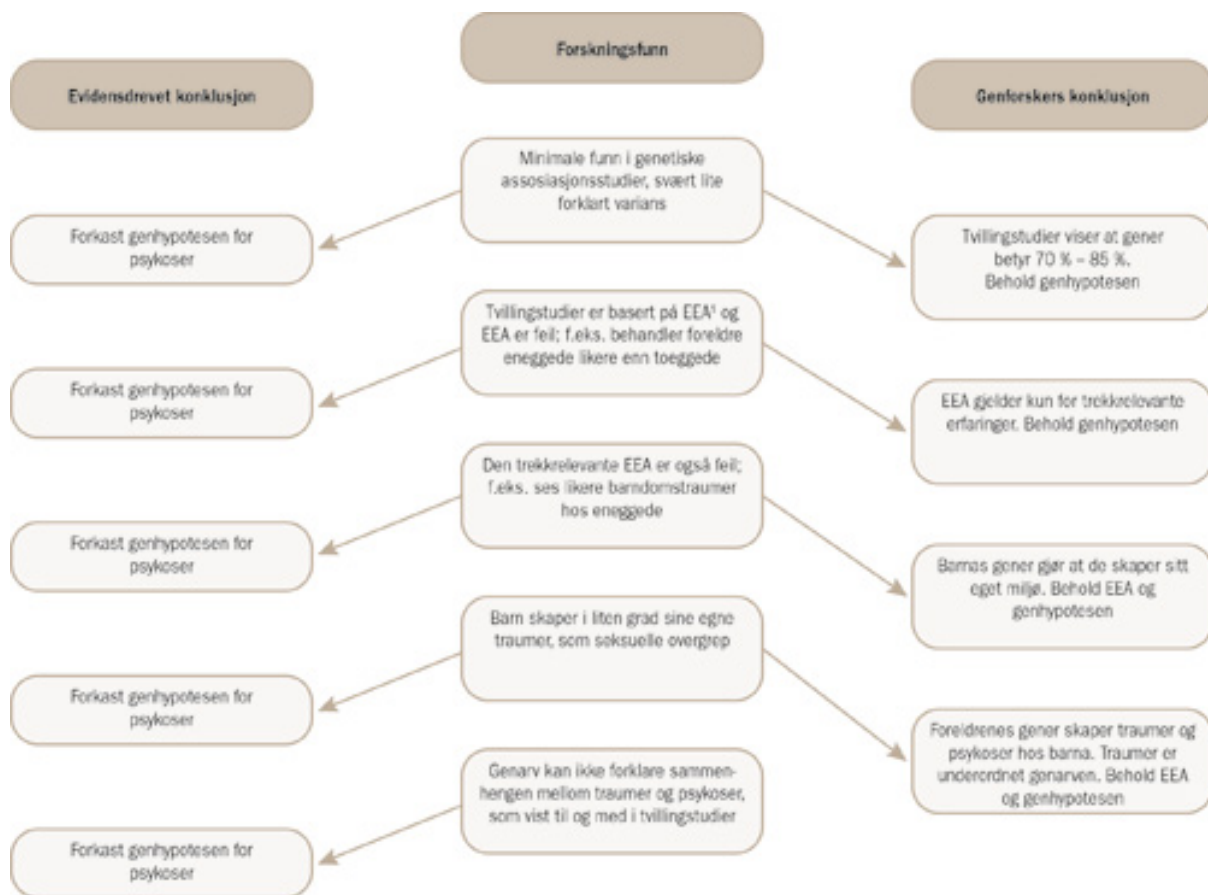 Forskningsfunn
Evidensdrevet konklusjon
Genforskers konklusjon
Minimale funn i genetiske
assosiasjonsstudier, svært lite
forklart varians
Forkast genhypotesen for
psykoser
Tvillingstudier viser at gener
betyr 70 % – 85 %.
Behold genhypotesen
Tvillingstudier er basert på EEA¹ og
EEA er feil; f.eks. behandler foreldre
eneggede likere enn toeggede
Forkast genhypotesen for
psykoser
EEA gjelder kun for trekkrelevante
erfaringer. Behold genhypotesen
Den trekkrelevante EEA er også feil;
f.eks. ses likere barndomstraumer
hos eneggede
Forkast genhypotesen for
psykoser
Barnas gener gjør at de skaper sitt
eget miljø. Behold EEA og
genhypotesen
Barn skaper i liten grad sine egne
traumer, som seksuelle overgrep
Forkast genhypotesen for
psykoser
Foreldrenes gener skaper traumer og
psykoser hos barna. Traumer er
underordnet genarven. Behold EEA
og genhypotesen
Genarv kan ikke forklare sammen-
hengen mellom traumer og psykoser,
som vist til og med i tvillingstudier
Forkast genhypotesen for
psykoser